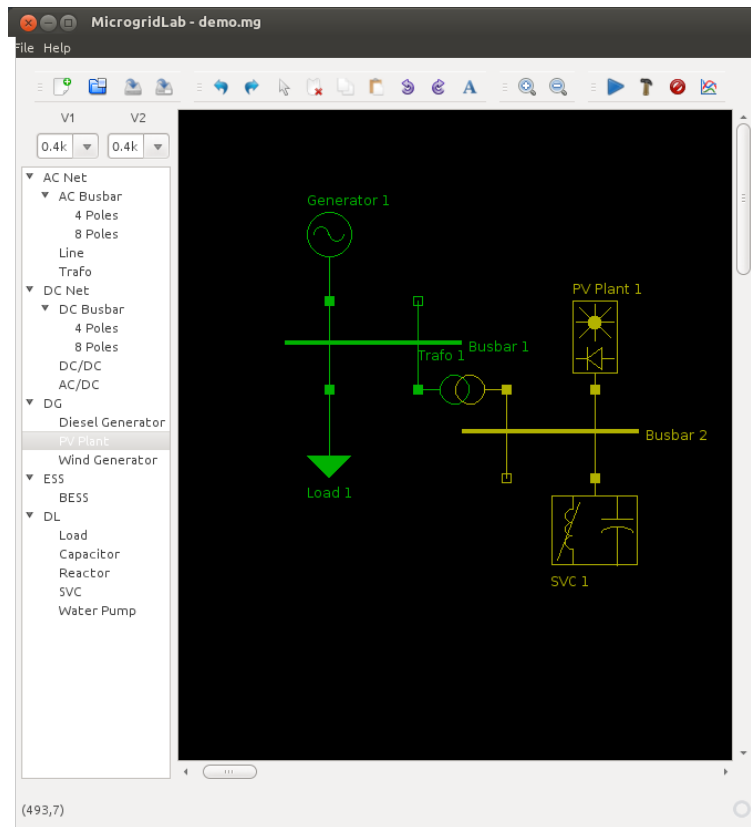 MicrogridLab - demo.mg
File Help
A
V1 V2
0.4k 0.4k
AC Net
AC Busbar
4 Poles
8 Poles
Line
Trafo
DC Net
DC Busbar
4 Poles
8 Poles
DC/DC
AC/DC
DG
Diesel Generator
PV Plant
Wind Generator
ESS
BESS
DL
Load
Capacitor
Reactor
SVC
Water Pump
Generator 1
PV Plant 1
Busbar 1
Trafo 1
Busbar 2
Load 1
SVC 1
(493,7)